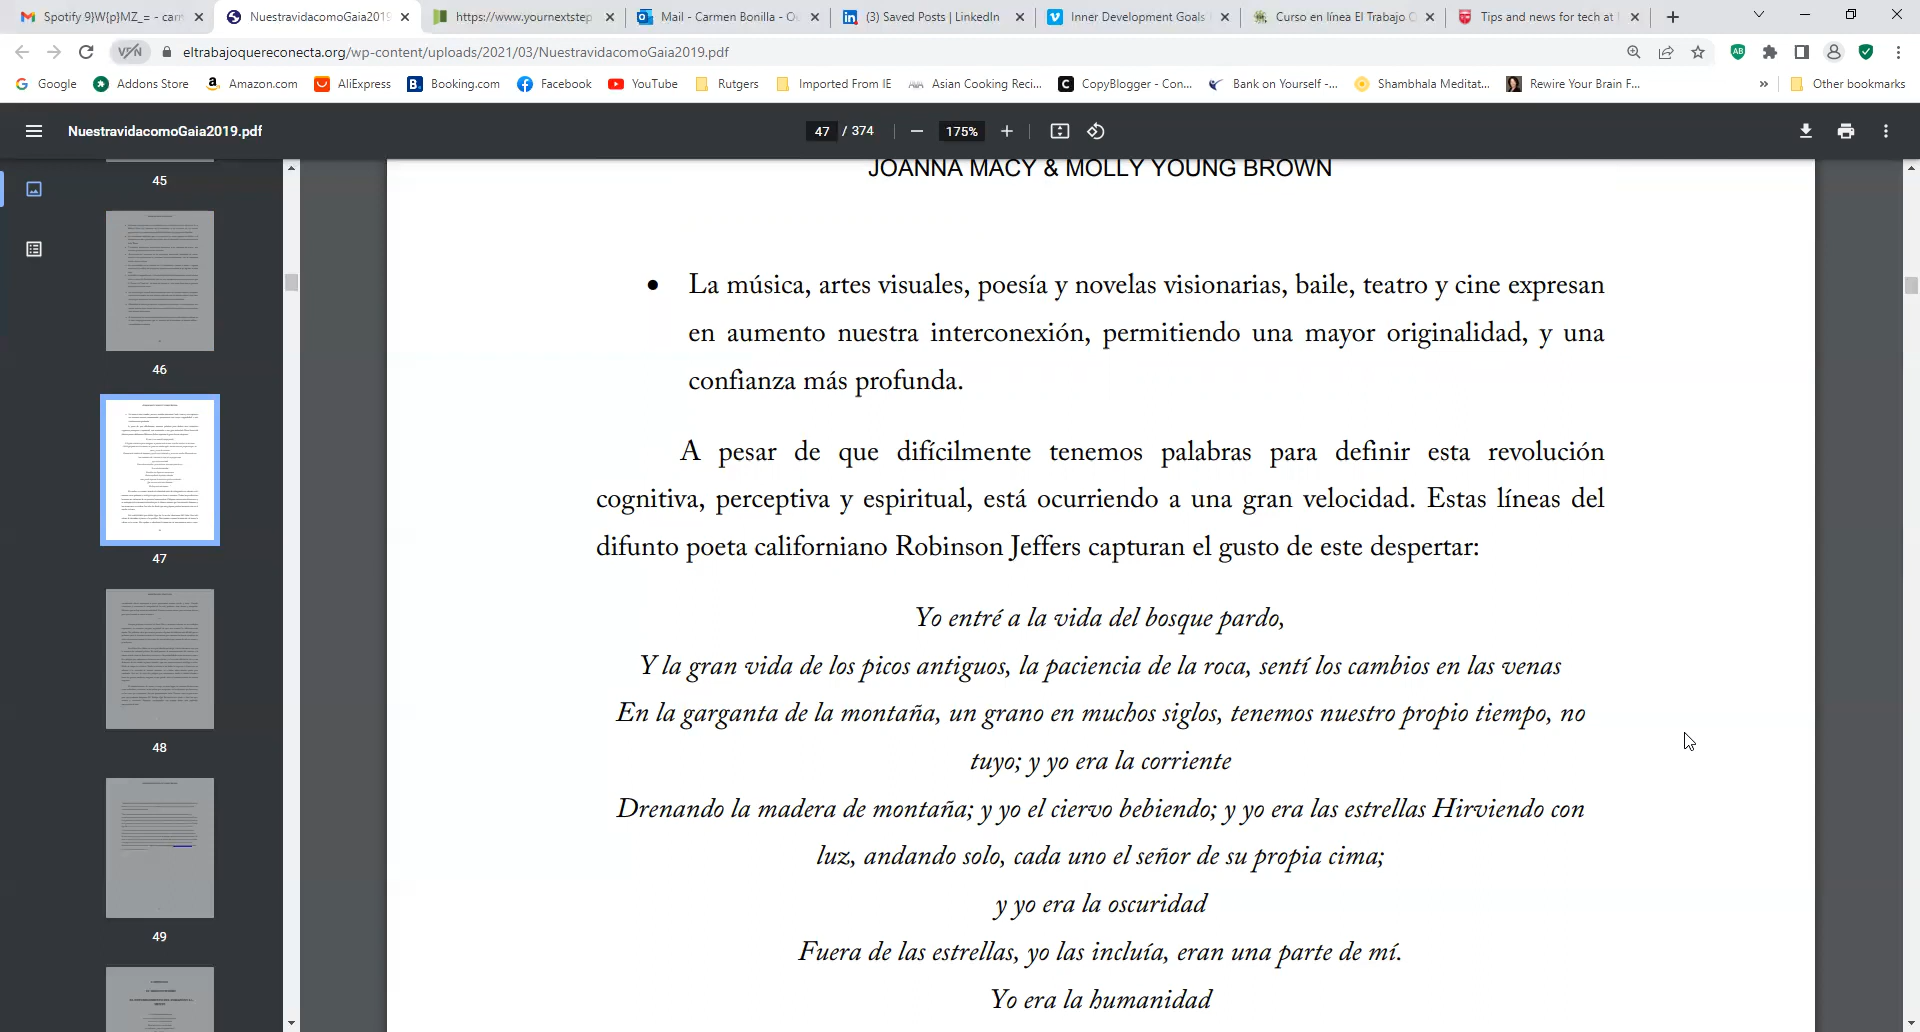 Spotify 9}W{p}MZ_= - can
NuestravidacomoGaia2019
https://www.yournextstep
Mail - Carmen Bonilla - O
(3) Saved Posts | LinkedIn
Inner Development Goals
Curso en línea El Trabajo
Tips and news for tech at
VPN
eltrabajoquereconecta.org/wp-content/uploads/2021/03/NuestravidacomoGaia2019.pdf
Google
Addons Store
Amazon.com
AliExpress
Booking.com
Facebook
YouTube
Rutgers
Imported From IE
Asian Cooking Reci...
CopyBlogger - Con...
Bank on Yourself -...
Shambhala Meditat...
Rewire Your Brain F...
»
Other bookmarks
NuestravidacomoGaia2019.pdf
47 / 374
175%
45
46
47
48
49
JOANNA MACY & MOLLY YOUNG BROWN
• La música, artes visuales, poesía y novelas visionarias, baile, teatro y cine expresan
en aumento nuestra interconexión, permitiendo una mayor originalidad, y una
confianza más profunda.
A pesar de que difícilmente tenemos palabras para definir esta revolución
cognitiva, perceptiva y espiritual, está ocurriendo a una gran velocidad. Estas líneas del
difunto poeta californiano Robinson Jeffers capturan el gusto de este despertar:
Yo entré a la vida del bosque pardo,
Y la gran vida de los picos antiguos, la paciencia de la roca, sentí los cambios en las venas
En la garganta de la montaña, un grano en muchos siglos, tenemos nuestro propio tiempo, no
tuyo; y yo era la corriente
Drenando la madera de montaña; y yo el ciervo bebiendo; y yo era las estrellas Hirviendo con
luz, andando solo, cada uno el señor de su propia cima;
y yo era la oscuridad
Fuera de las estrellas, yo las incluía, eran una parte de mí.
Yo era la humanidad